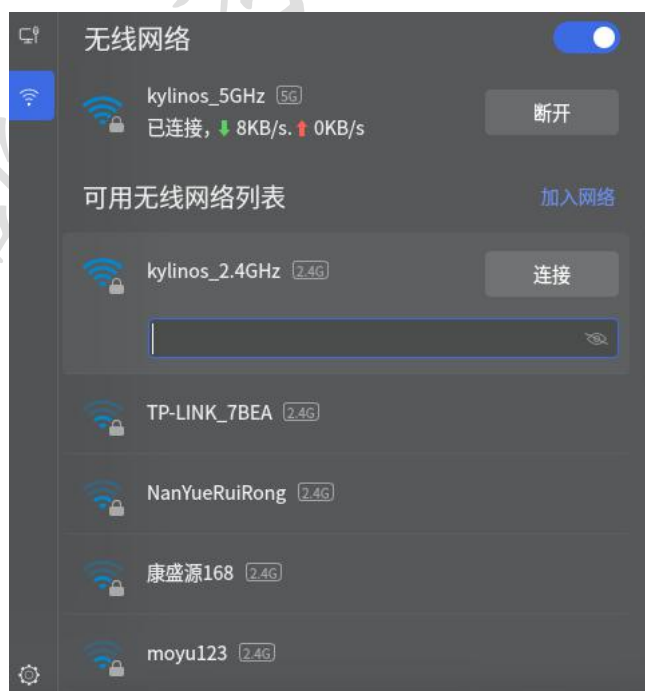 无线网络
kylinos_5GHz 5G
已连接，8KB/s. 0KB/s
断开
可用无线网络列表
加入网络
kylinos_2.4GHz 2.4G
连接
TP-LINK_7BEA 2.4G
NanYueRuiRong 2.4G
康盛源168 2.4G
moyu123 2.4G